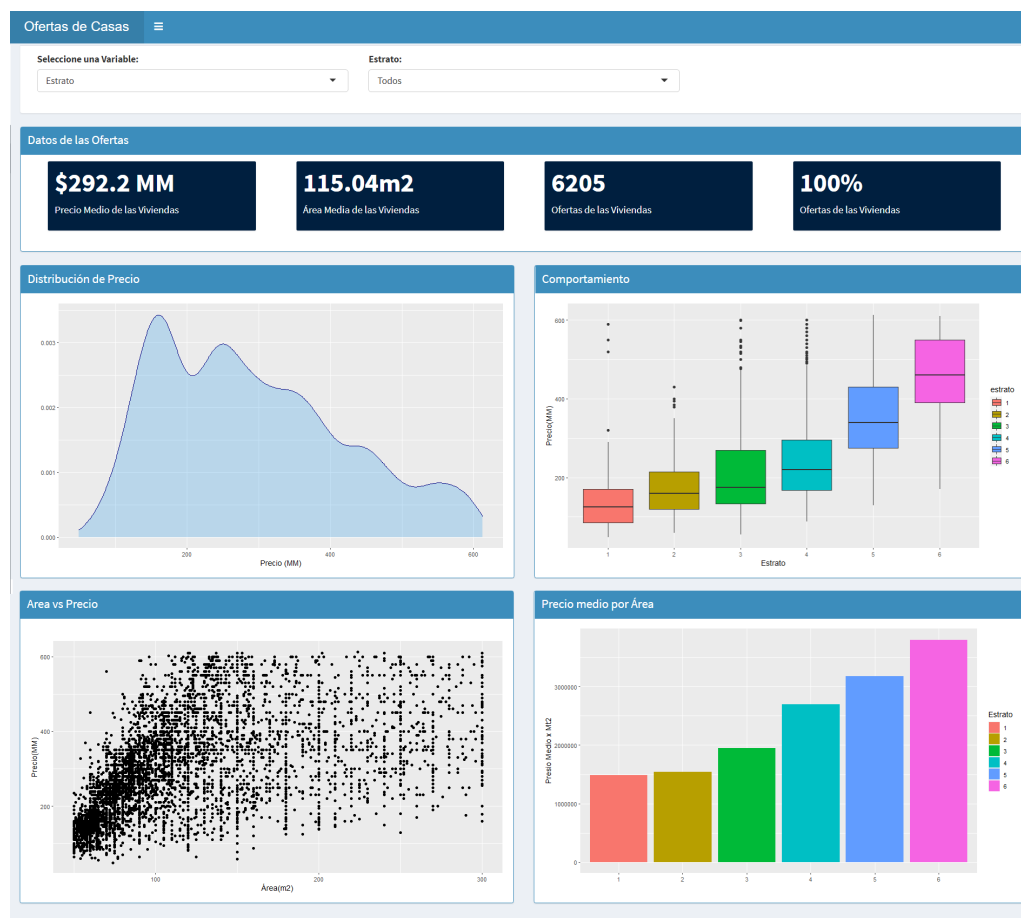 Ofertas de Casas
Seleccione una Variable:
Estrato:
Estrato
Todos
Datos de las Ofertas
$292.2 MM
Precio Medio de las Viviendas
115.04m2
Área Media de las Viviendas
6205
Ofertas de las Viviendas
100%
Ofertas de las Viviendas
Distribución de Precio
0.003
0.002
0.001
0.000
200
400
600
Precio (MM)
Comportamiento
Precio(MM)
600
400
200
1
2
3
4
5
6
Estrato
estrato
1
2
3
4
5
6
Area vs Precio
Precio(MM)
600
400
200
100
200
300
Área(m2)
Precio medio por Área
Presio Medio x Mt2
3000000
2000000
1000000
0
1
2
3
4
5
6
Estrato
1
2
3
4
5
6